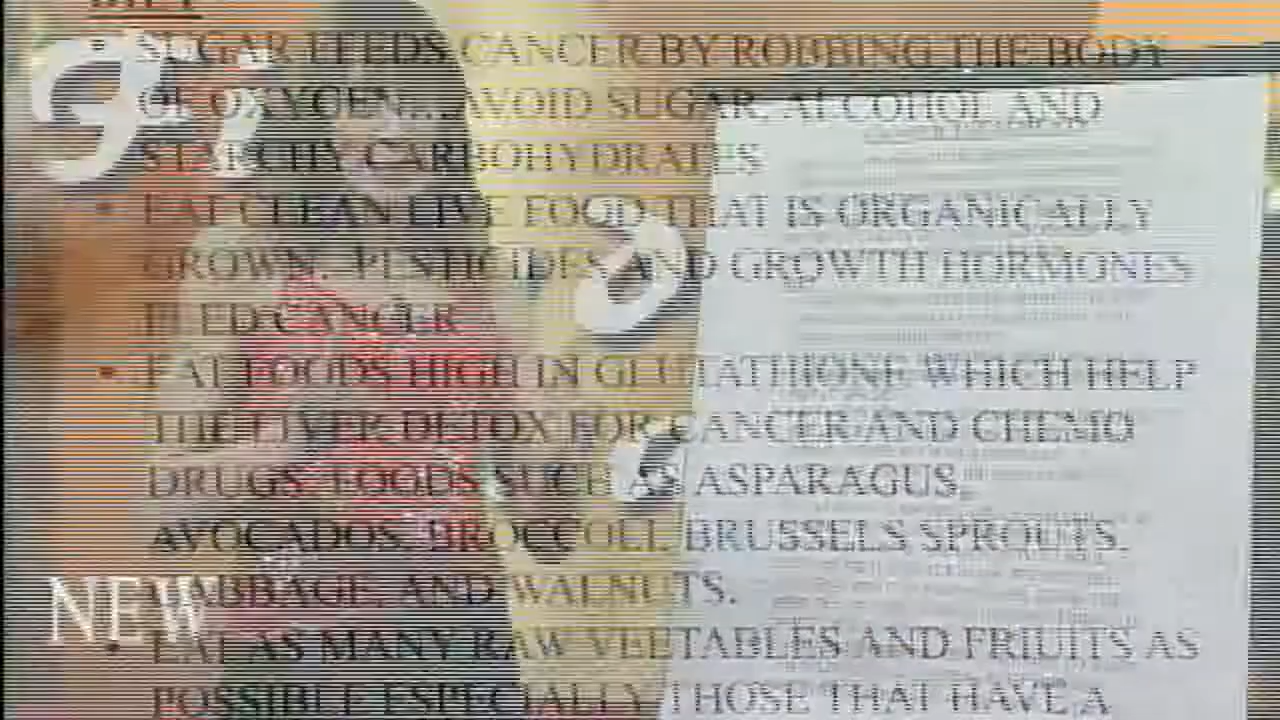 DIET
• SUGAR FEEDS CANCER BY ROBBING THE BODY
OF OXYGEN... AVOID SUGAR, ALCOHOL AND
STARCHY CARBOHYDRATES
• EAT CLEAN LIVE FOOD THAT IS ORGANICALLY
GROWN. PESTICIDES AND GROWTH HORMONES
FEED CANCER
• EAT FOODS HIGH IN GLUTATHIONE WHICH HELP
THE LIVER DETOX FOR CANCER AND CHEMO
DRUGS. FOODS SUCH AS ASPARAGUS,
AVOCADOS, BROCCOLI, BRUSSELS SPROUTS,
CABBAGE, AND WALNUTS.
NEW
• EAT AS MANY RAW VEETABLES AND FRIUITS AS
POSSIBLE ESPECIALLY THOSE THAT HAVE A